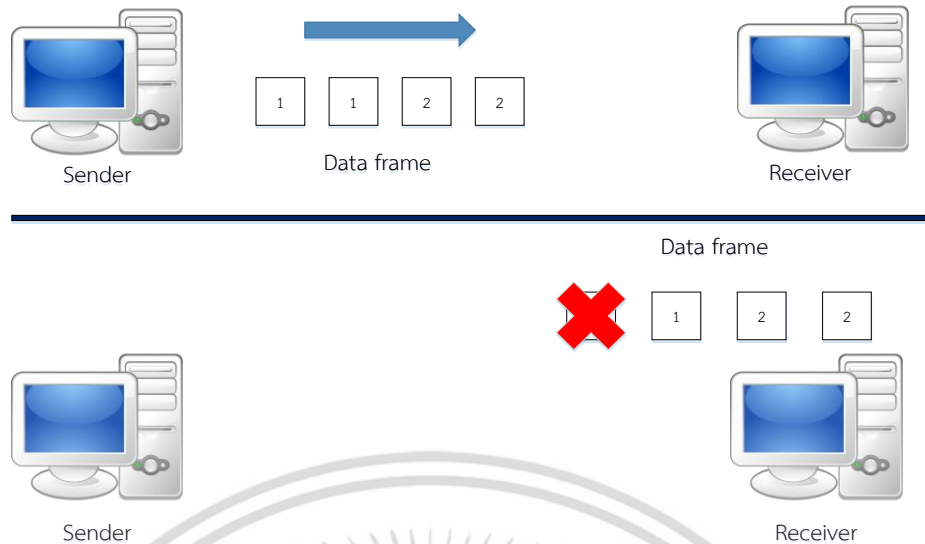 1 1 2 2
Data frame
Sender
Receiver
Data frame
1 2 2
Sender
Receiver